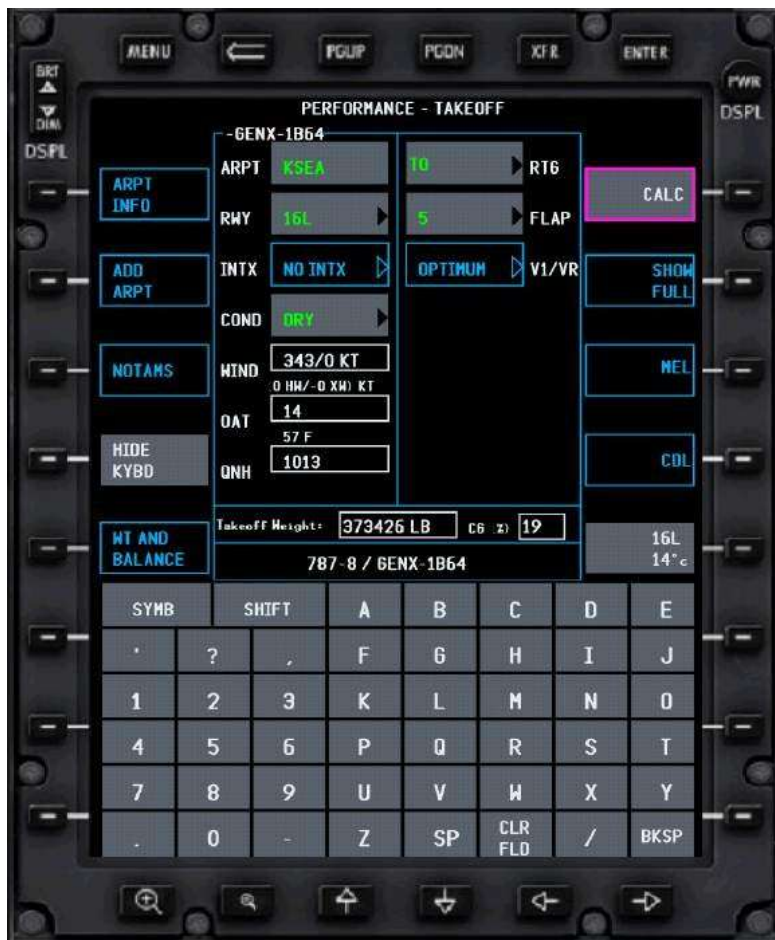 MENU PGUP PGDN XFR ENTER
BRT
DIM
DSPL
PWR
DSPL
PERFORMANCE - TAKEOFF
-GENX-1B64
ARPT KSEA TO RTG
RWY 16L 5 FLAP
INTX NO INTX OPTIMUM V1/VR
COND DRY
WIND 343/0 KT
0 HW/-0 XW) KT
OAT 14
57 F
QNH 1013
ARPT
INFO
ADD
ARPT
NOTAMS
HIDE
KYBD
WT AND
BALANCE
CALC
SHOW
FULL
MEL
CDL
16L
14°c
Takeoff Weight: 373426 LB CG %) 19
787-8 / GENX-1B64
SYMB SHIFT A B C D E
' ? , F G H I J
1 2 3 K L M N O
4 5 6 P Q R S T
7 8 9 U V W X Y
. 0 - Z SP CLR FLD / BKSP